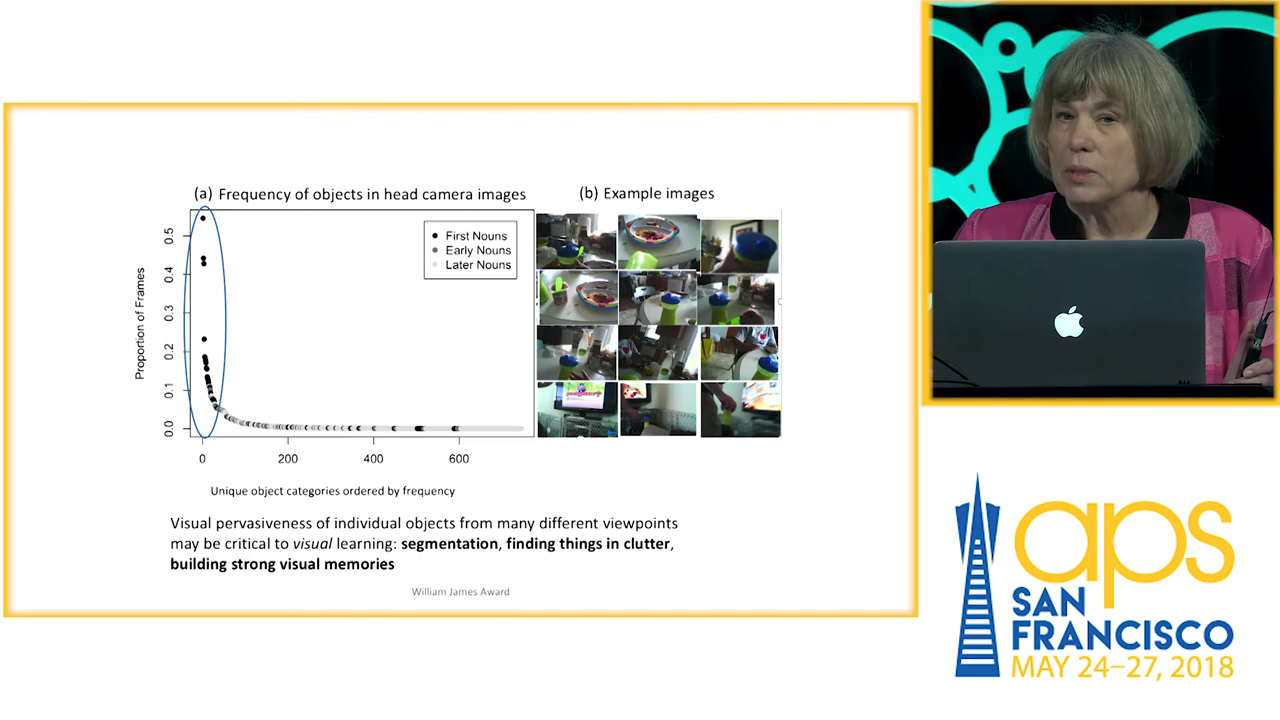 (a) Frequency of objects in head camera images
(b) Example images
Proportion of Frames
0.5
0.4
0.3
0.2
0.1
0.0
First Nouns
Early Nouns
Later Nouns
0 200 400 600
Unique object categories ordered by frequency
Visual pervasiveness of individual objects from many different viewpoints
may be critical to visual learning: segmentation, finding things in clutter,
building strong visual memories
William James Award
aps
SAN
FRANCISCO
MAY 24–27, 2018